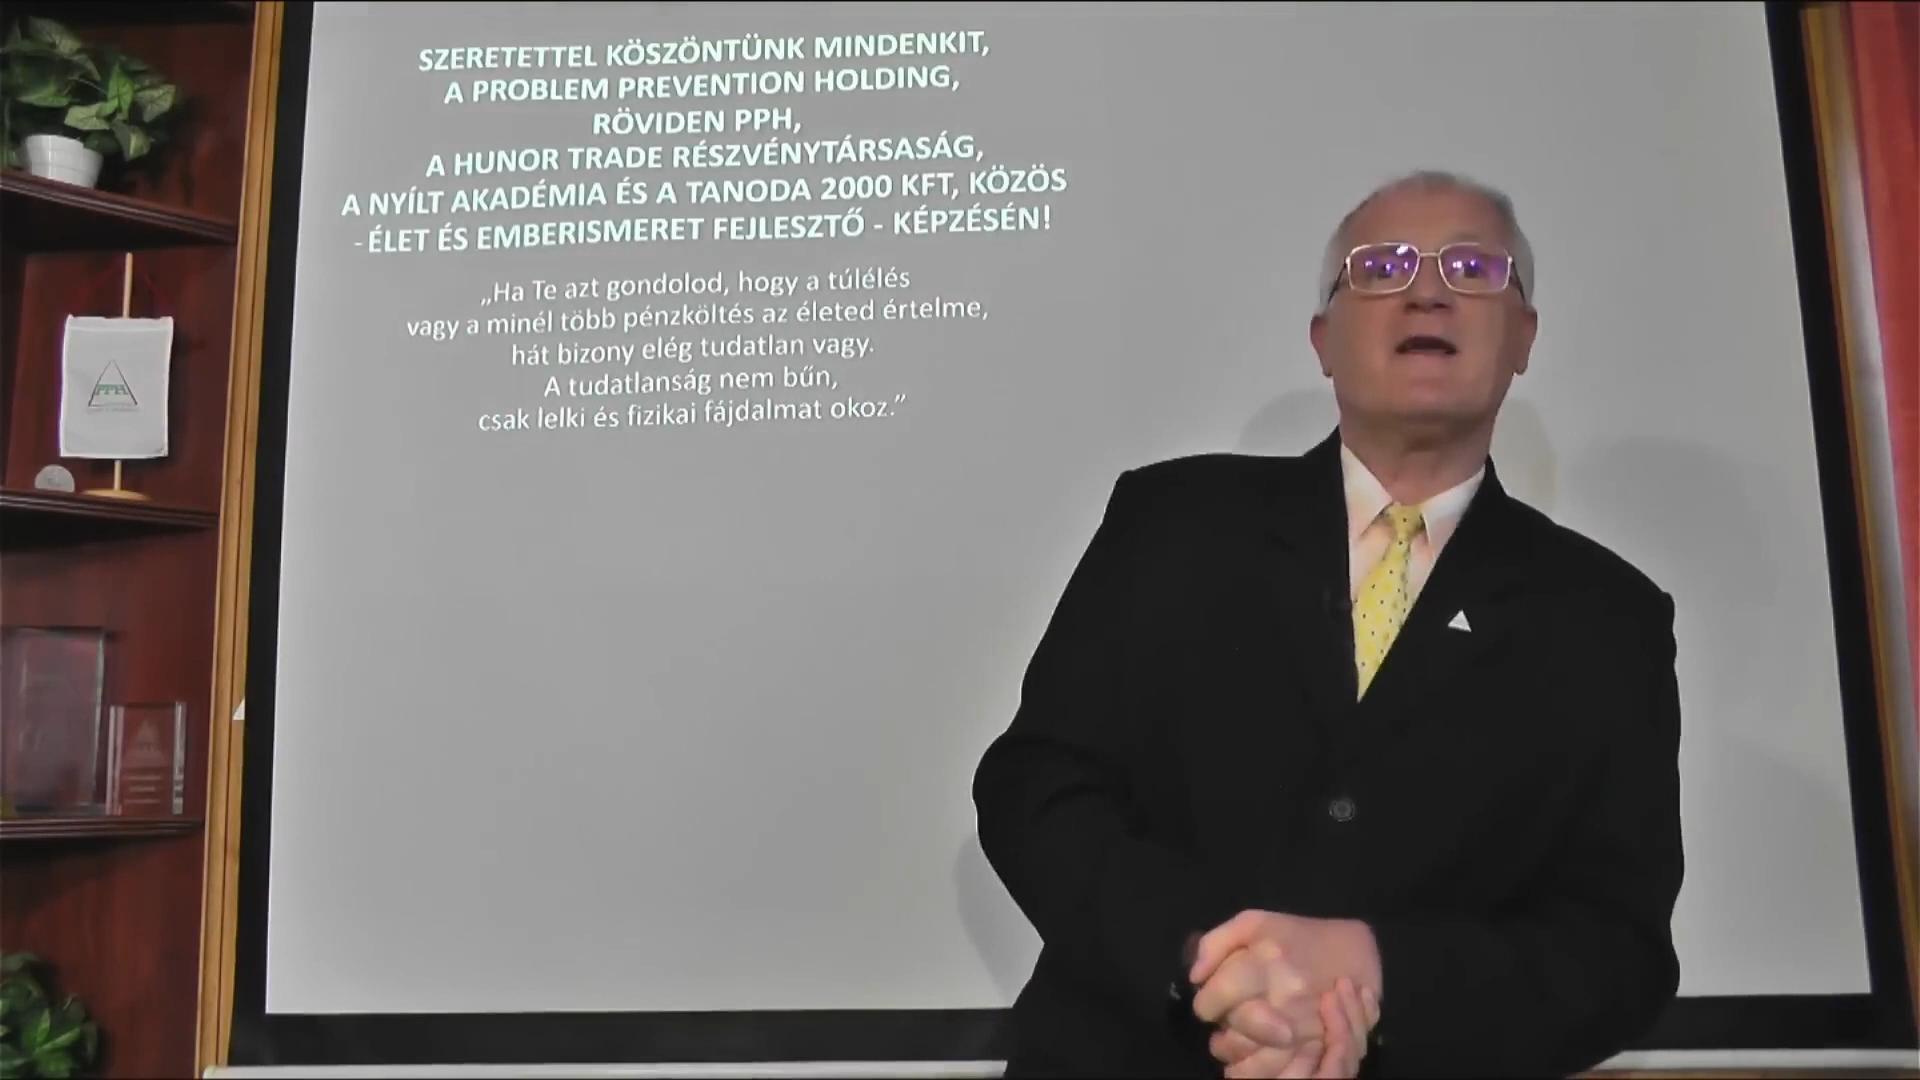 SZERETETTEL KÖSZÖNTÜNK MINDENKIT,
A PROBLEM PREVENTION HOLDING,
RÖVIDEN PPH,
A HUNOR TRADE RÉSZVÉNYTÁRSASÁG,
A NYÍLT AKADÉMIA ÉS A TANODA 2000 KFT, KÖZÖS
- ÉLET ÉS EMBERISMERET FEJLESZTŐ - KÉPZÉSÉN!
„Ha Te azt gondolod, hogy a túlélés
vagy a minél több pénzköltés az életed értelme,
hát bizony elég tudatlan vagy.
A tudatlanság nem bűn,
csak lelki és fizikai fájdalmat okoz.”
PPH